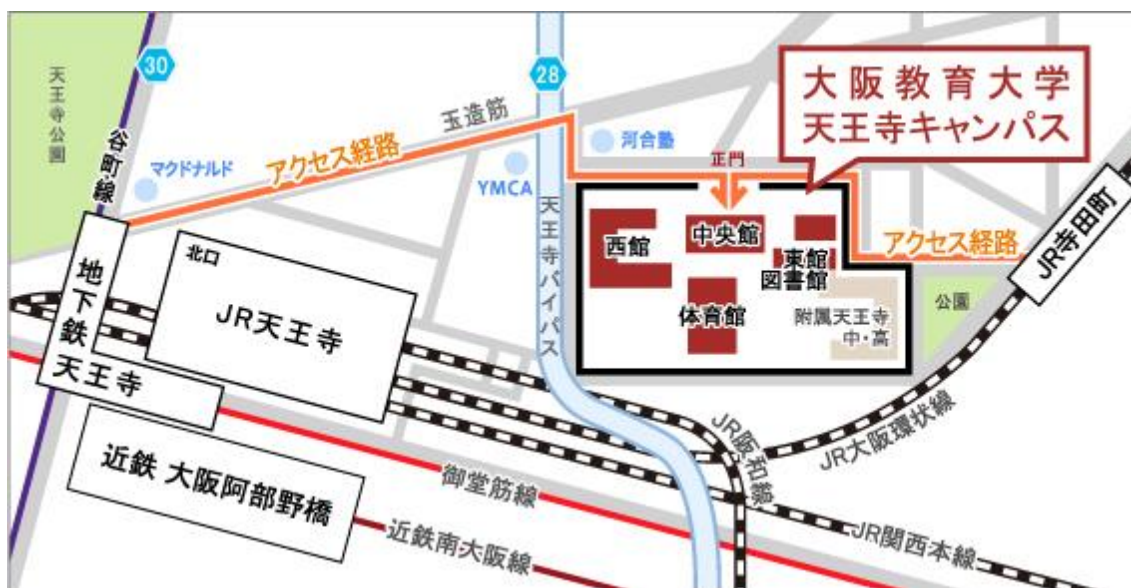 天王寺公園
30
谷町線
マクドナルド
アクセス経路
玉造筋
28
YMCA
河合塾
大阪教育大学
天王寺キャンパス
正門
西館
中央館
東館
図書館
体育館
附属天王寺
中・高
アクセス経路
公園
JR寺田町
地下鉄
天王寺
北口
JR天王寺
天王寺バイパス
近鉄 大阪阿部野橋
御堂筋線
近鉄南大阪線
JR阪和線
JR大阪環状線
JR関西本線